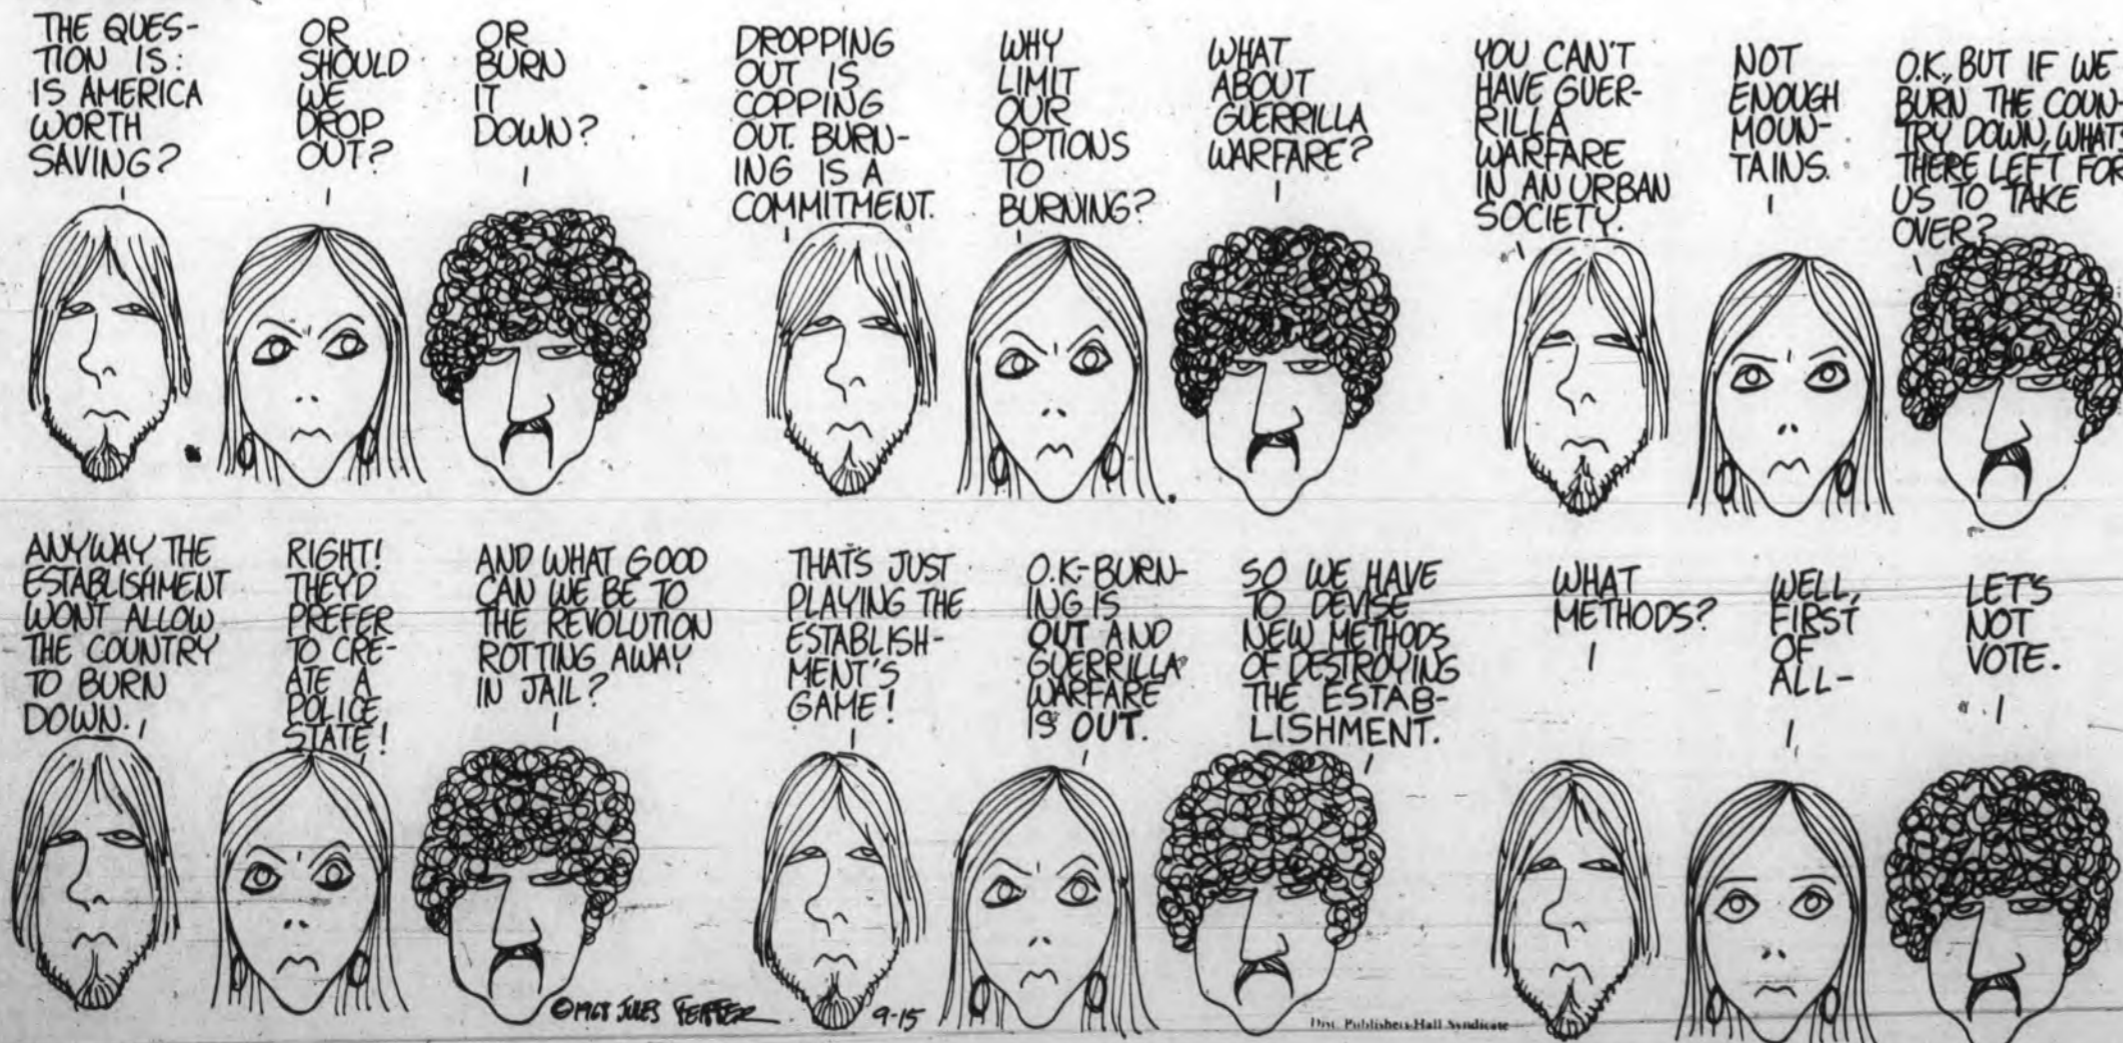 THE QUES-
TION IS:
IS AMERICA
WORTH
SAVING?
OR
SHOULD
WE
DROP
OUT?
OR
BURN
IT
DOWN?
DROPPING
OUT IS
COPPING
OUT. BURN-
ING IS A
COMMITMENT.
WHY
LIMIT
OUR
OPTIONS
TO
BURNING?
WHAT
ABOUT
GUERRILLA
WARFARE?
YOU CAN'T
HAVE GUER-
RILLA
WARFARE
IN AN URBAN
SOCIETY.
NOT
ENOUGH
MOUN-
TAINS.
O.K., BUT IF WE
BURN THE COUN-
TRY DOWN, WHAT'S
THERE LEFT FOR
US TO TAKE
OVER?
ANYWAY, THE
ESTABLISHMENT
WON'T ALLOW
THE COUNTRY
TO BURN
DOWN.
RIGHT!
THEY'D
PREFER
TO CRE-
ATE A
POLICE
STATE!
AND WHAT GOOD
CAN WE BE TO
THE REVOLUTION
ROTTING AWAY
IN JAIL?
THAT'S JUST
PLAYING THE
ESTABLISH-
MENT'S
GAME!
O.K-BURN-
ING IS
OUT AND
GUERRILLA
WARFARE
IS OUT.
SO WE HAVE
TO DEVISE
NEW METHODS
OF DESTROYING
THE ESTAB-
LISHMENT.
WHAT
METHODS?
WELL,
FIRST
OF
ALL-
LET'S
NOT
VOTE.
©1968 JULES FEIFFER 9-15
Dist. Publishers-Hall Syndicate